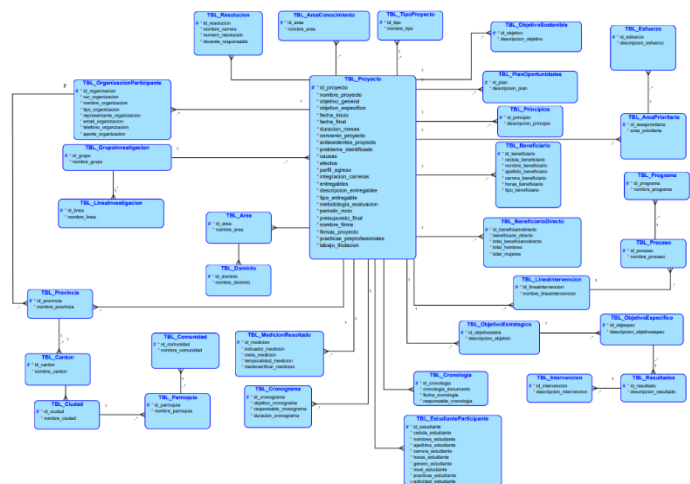 TBL_Resolucion
# * id_resolucion
* nombre_carrera
* numero_resolucion
* docente_responsable
TBL_AreaConocimiento
# * id_area
* nombre_area
TBL_TipoProyecto
# * id_tipo
* nombre_tipo
TBL_ObjetivoSostenible
# * id_objetivo
* descripcion_objetivo
TBL_Esfuerzo
# * id_esfuerzo
* descripcion_esfuerzo
TBL_OrganizacionParticipante
# * id_organizacion
* ruc_organizacion
* nombre_organizacion
* tipo_organizacion
* representante_organizacion
* email_organizacion
* telefono_organizacion
* aporte_organizacion
TBL_Proyecto
# * id_proyecto
* nombre_proyecto
* objetivo_general
* objetivo_especifico
* fecha_inicio
* fecha_final
* duracion_meses
* convenio_proyecto
* antecedentes_proyecto
* problema_identificado
* causas
* efectos
* perfil_egreso
* integracion_carreras
* entregables
* descripcion_entregable
* tipo_entregable
* metodologia_evaluacion
* periodo_inicio
* presupuesto_final
* nombre_firma
* firmas_proyecto
* practicas_preprofesionales
* tabajo_titulacion
TBL_PlanOportunidades
# * id_plan
* descripcion_plan
TBL_Principios
# * id_principio
* descripcion_principio
TBL_AreaPrioritaria
# * id_areaprioritaria
* area_prioritaria
TBL_GrupoInvestigacion
# * id_grupo
* nombre_grupo
TBL_Beneficiario
# * id_beneficiario
* cedula_beneficiario
* nombre_beneficiario
* apellido_beneficiario
* carrera_beneficiario
* horas_beneficiario
* tipo_beneficiario
TBL_Programa
# * id_programa
* nombre_programa
TBL_LineaInvestigacion
# * id_linea
* nombre_linea
TBL_Area
# * id_area
* nombre_area
TBL_BeneficiarioDirecto
# * id_beneficiariodirecto
* beneficiario_directo
* total_beneficiariodirecto
* total_hombres
* total_mujeres
TBL_Proceso
# * id_proceso
* nombre_proceso
TBL_Dominio
# * id_dominio
* nombre_dominio
TBL_LineaIntervencion
# * id_lineaintervencion
* nombre_lineaintervencion
TBL_Provincia
# * id_provincia
* nombre_provincia
TBL_ObjetivoEstrategico
# * id_objetivoestra
* descripcion_objetivo
TBL_ObjetivoEspecifico
# * id_objespec
* descripcion_objetivoespec
TBL_Comunidad
# * id_comunidad
* nombre_comunidad
TBL_MedicionResultado
# * id_medicion
* indicador_medicion
* meta_medicion
* temporalidad_medicion
* medioverificar_medicion
TBL_Canton
# * id_canton
* nombre_canton
TBL_Cronologia
# * id_cronologia
* cronologia_documento
* fecha_cronologia
* responsable_cronologia
TBL_Intervencion
# * id_intervencion
* descripcion_intervencion
TBL_Resultados
# * id_resultado
* descripcion_resultado
TBL_Cronograma
# * id_cronograma
* objetivo_cronograma
* responsable_cronograma
* duracion_cronograma
TBL_Ciudad
# * id_ciudad
* nombre_ciudad
TBL_Parroquia
# * id_parroquia
* nombre_parroquia
TBL_EstudianteParticipante
# * id_estudiante
* cedula_estudiante
* nombres_estudiante
* apellidos_estudiante
* carrera_estudiante
* horas_estudiante
* genero_estudiante
* nivel_estudiante
* practicas_estudiante
* actividad_estudiante